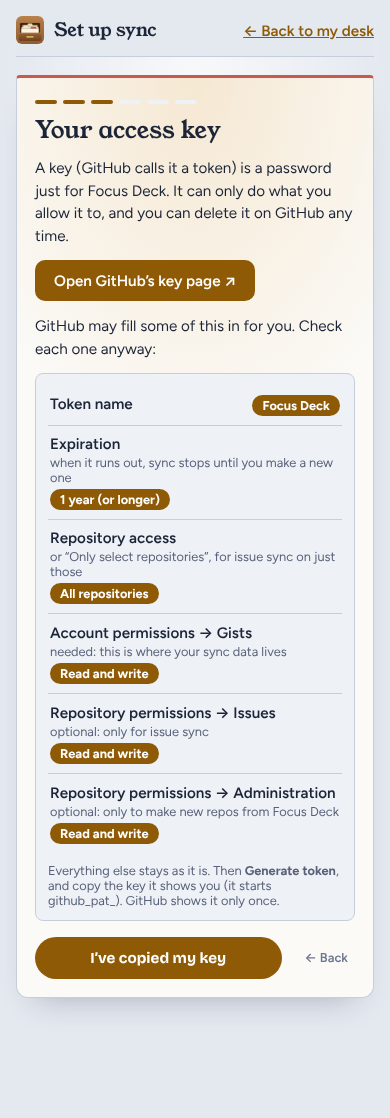 Set up sync
← Back to my desk
Your access key
A key (GitHub calls it a token) is a password
just for Focus Deck. It can only do what you
allow it to, and you can delete it on GitHub any
time.
Open GitHub’s key page ↗
GitHub may fill some of this in for you. Check
each one anyway:
Token name
Focus Deck
Expiration
when it runs out, sync stops until you make a new
one
1 year (or longer)
Repository access
or “Only select repositories”, for issue sync on just
those
All repositories
Account permissions → Gists
needed: this is where your sync data lives
Read and write
Repository permissions → Issues
optional: only for issue sync
Read and write
Repository permissions → Administration
optional: only to make new repos from Focus Deck
Read and write
Everything else stays as it is. Then Generate token,
and copy the key it shows you (it starts
github_pat_). GitHub shows it only once.
I’ve copied my key
← Back